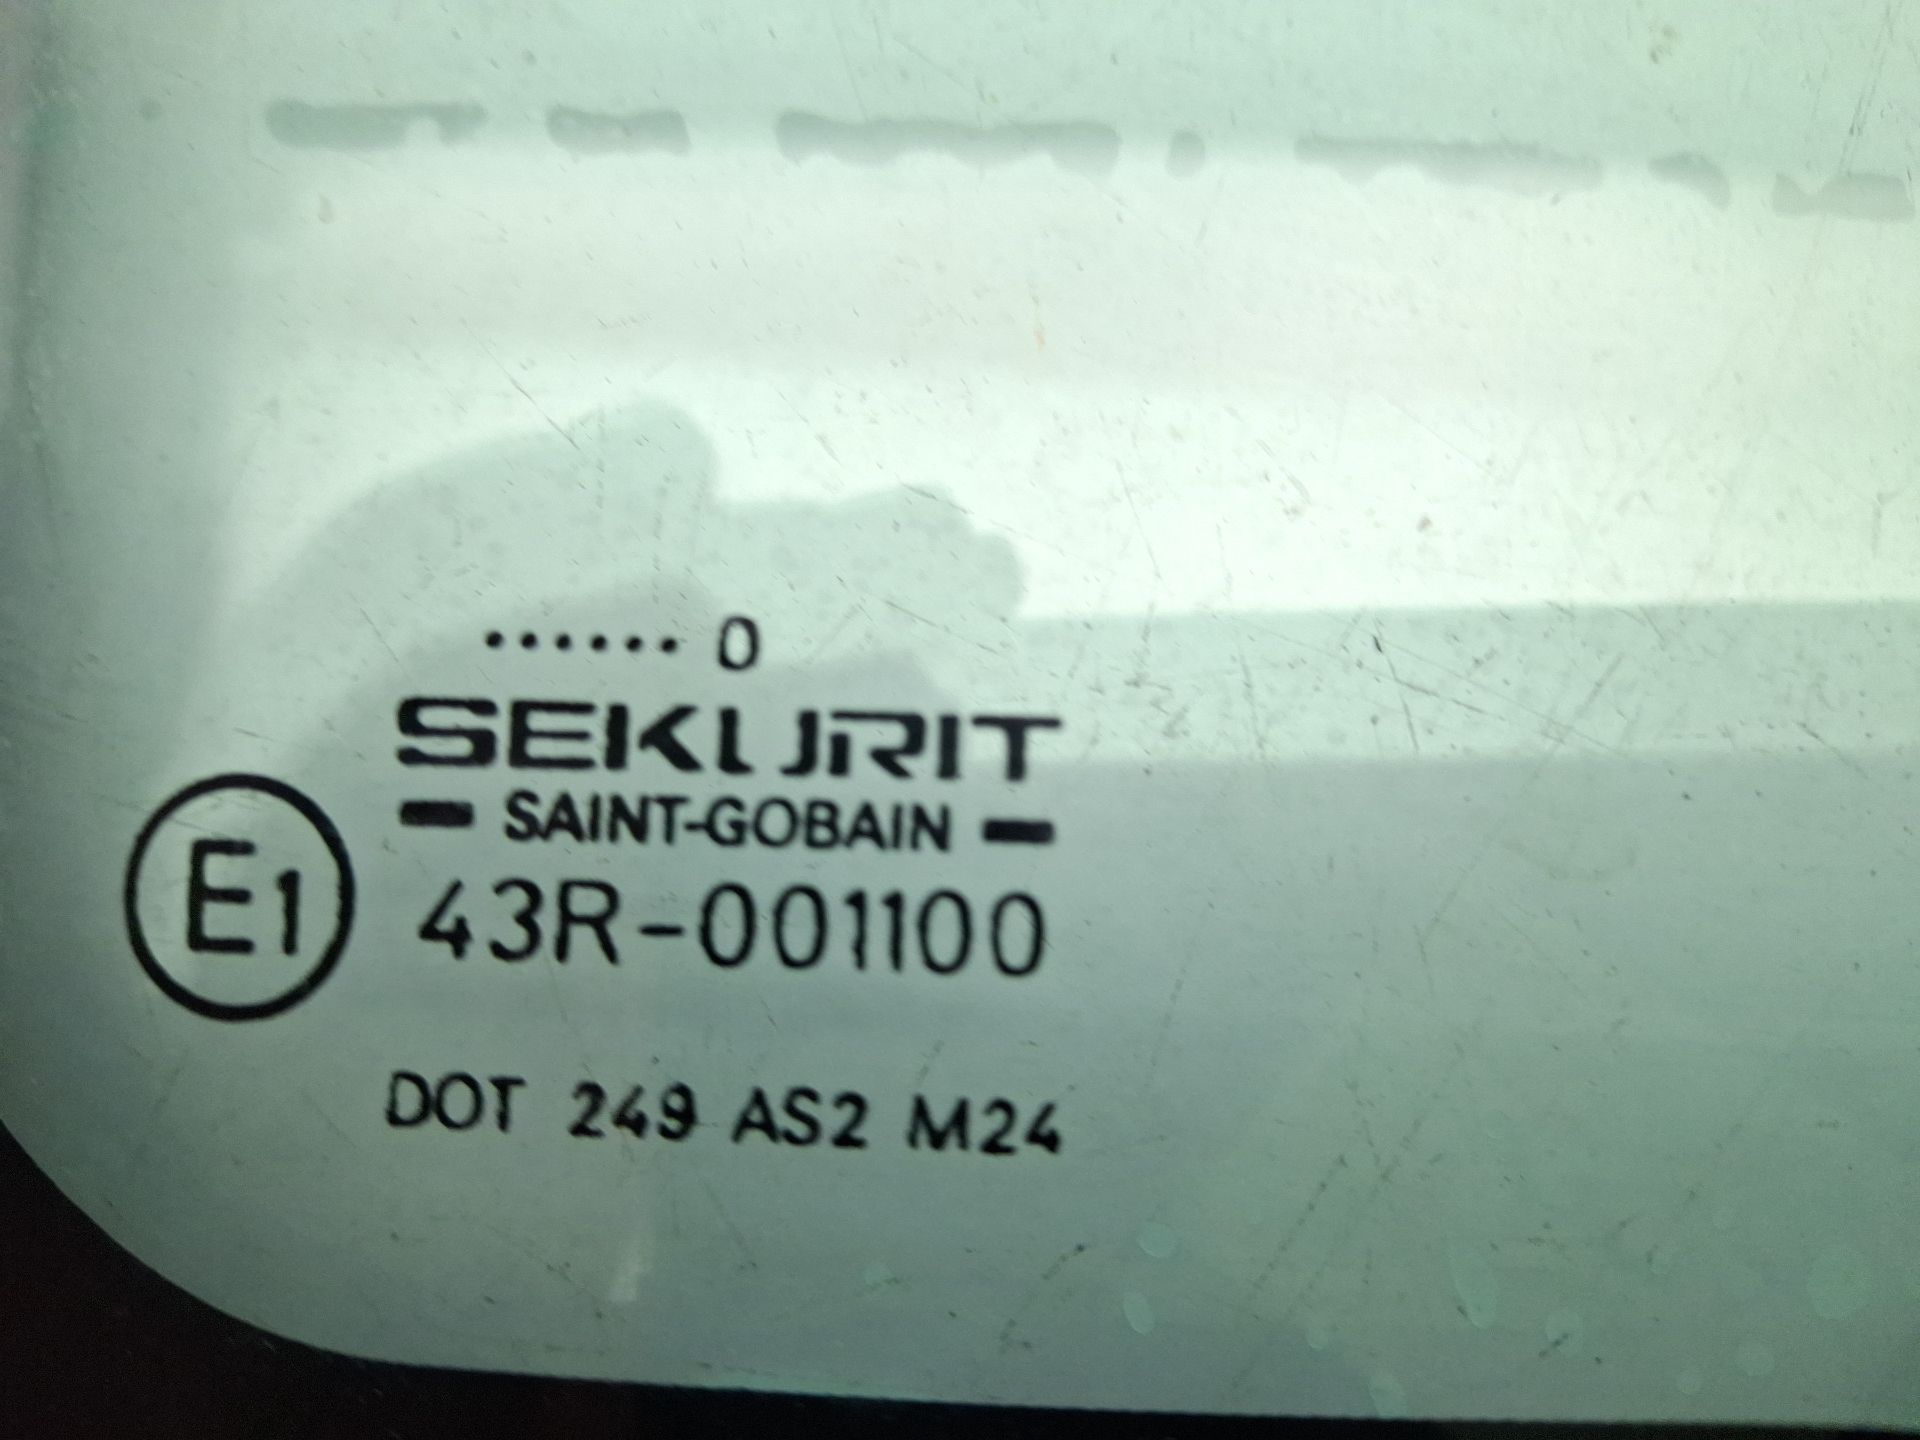 ...... 0
SEKURIT
SAINT-GOBAIN
E1 43R-001100
DOT 249 AS2 M24